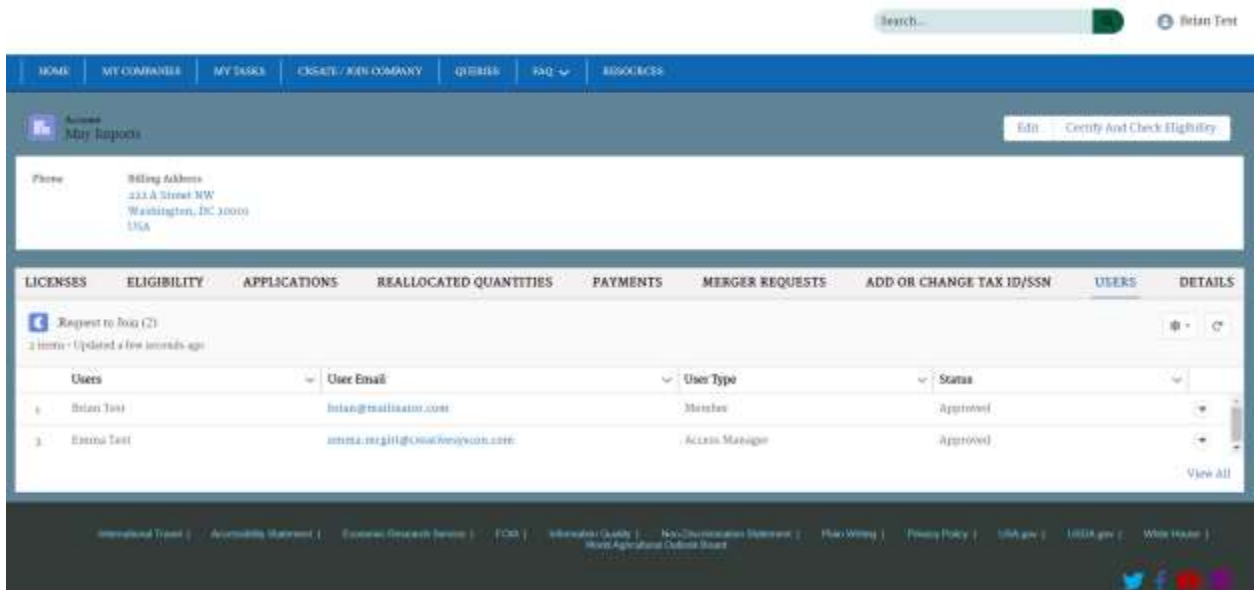 Search...
Brian Test
HOME MY COMPANIES MY TASKS CREATE / JOIN COMPANY QUERIES FAQ RESOURCES
Account
May Imports
Edit Certify And Check Eligibility
Phone Billing Address
A Street NW
Washington, DC
USA
LICENSES ELIGIBILITY APPLICATIONS REALLOCATED QUANTITIES PAYMENTS MERGER REQUESTS ADD OR CHANGE TAX ID/SSN USERS DETAILS
Request to Join (2)
2 items • Updated a few seconds ago
Users User Email User Type Status
1 Brian Test brian@mailinator.com Member Approved
2 Emma Test Access Manager Approved
View All
International Travel | Accessibility Statement | Economic Research Service | FOIA | Information Quality | Non-Discrimination Statement | Plain Writing | Privacy Policy | USA.gov | USDA.gov | White House |
World Agricultural Outlook Board